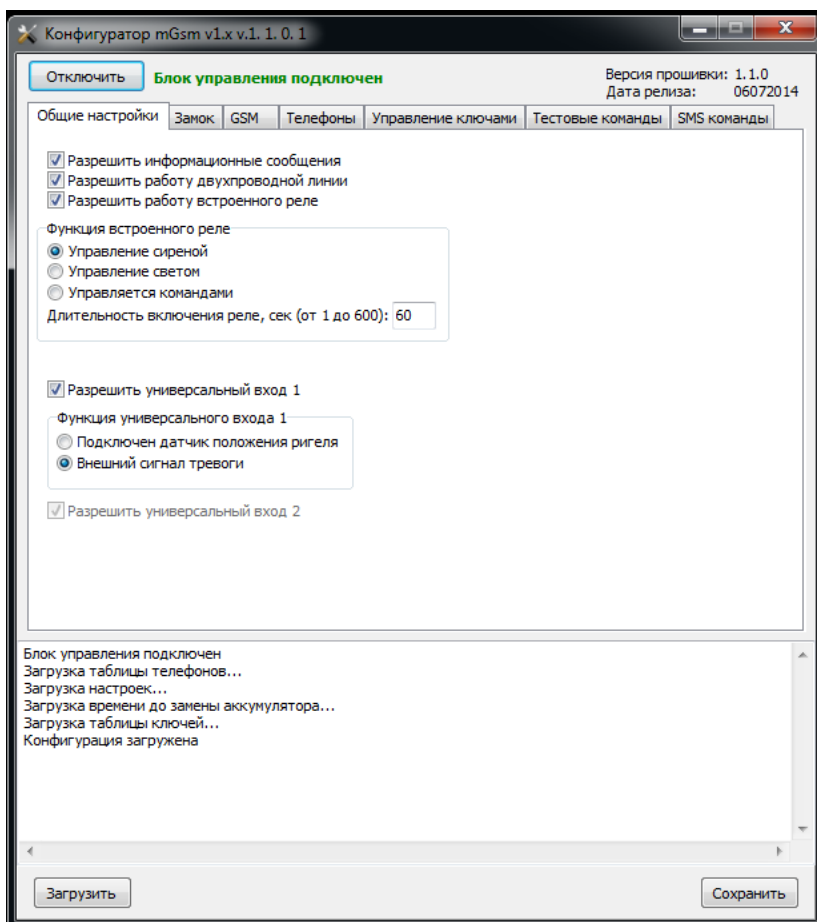 Конфигуратор mGsm v1.x v.1. 1. 0. 1
Отключить Блок управления подключен Версия прошивки: 1.1.0
Дата релиза: 06072014
Общие настройки Замок GSM Телефоны Управление ключами Тестовые команды SMS команды
Разрешить информационные сообщения
Разрешить работу двухпроводной линии
Разрешить работу встроенного реле
Функция встроенного реле
Управление сиреной
Управление светом
Управляется командами
Длительность включения реле, сек (от 1 до 600): 60
Разрешить универсальный вход 1
Функция универсального входа 1
Подключен датчик положения ригеля
Внешний сигнал тревоги
Разрешить универсальный вход 2
Блок управления подключен
Загрузка таблицы телефонов...
Загрузка настроек...
Загрузка времени до замены аккумулятора...
Загрузка таблицы ключей...
Конфигурация загружена
Загрузить Сохранить